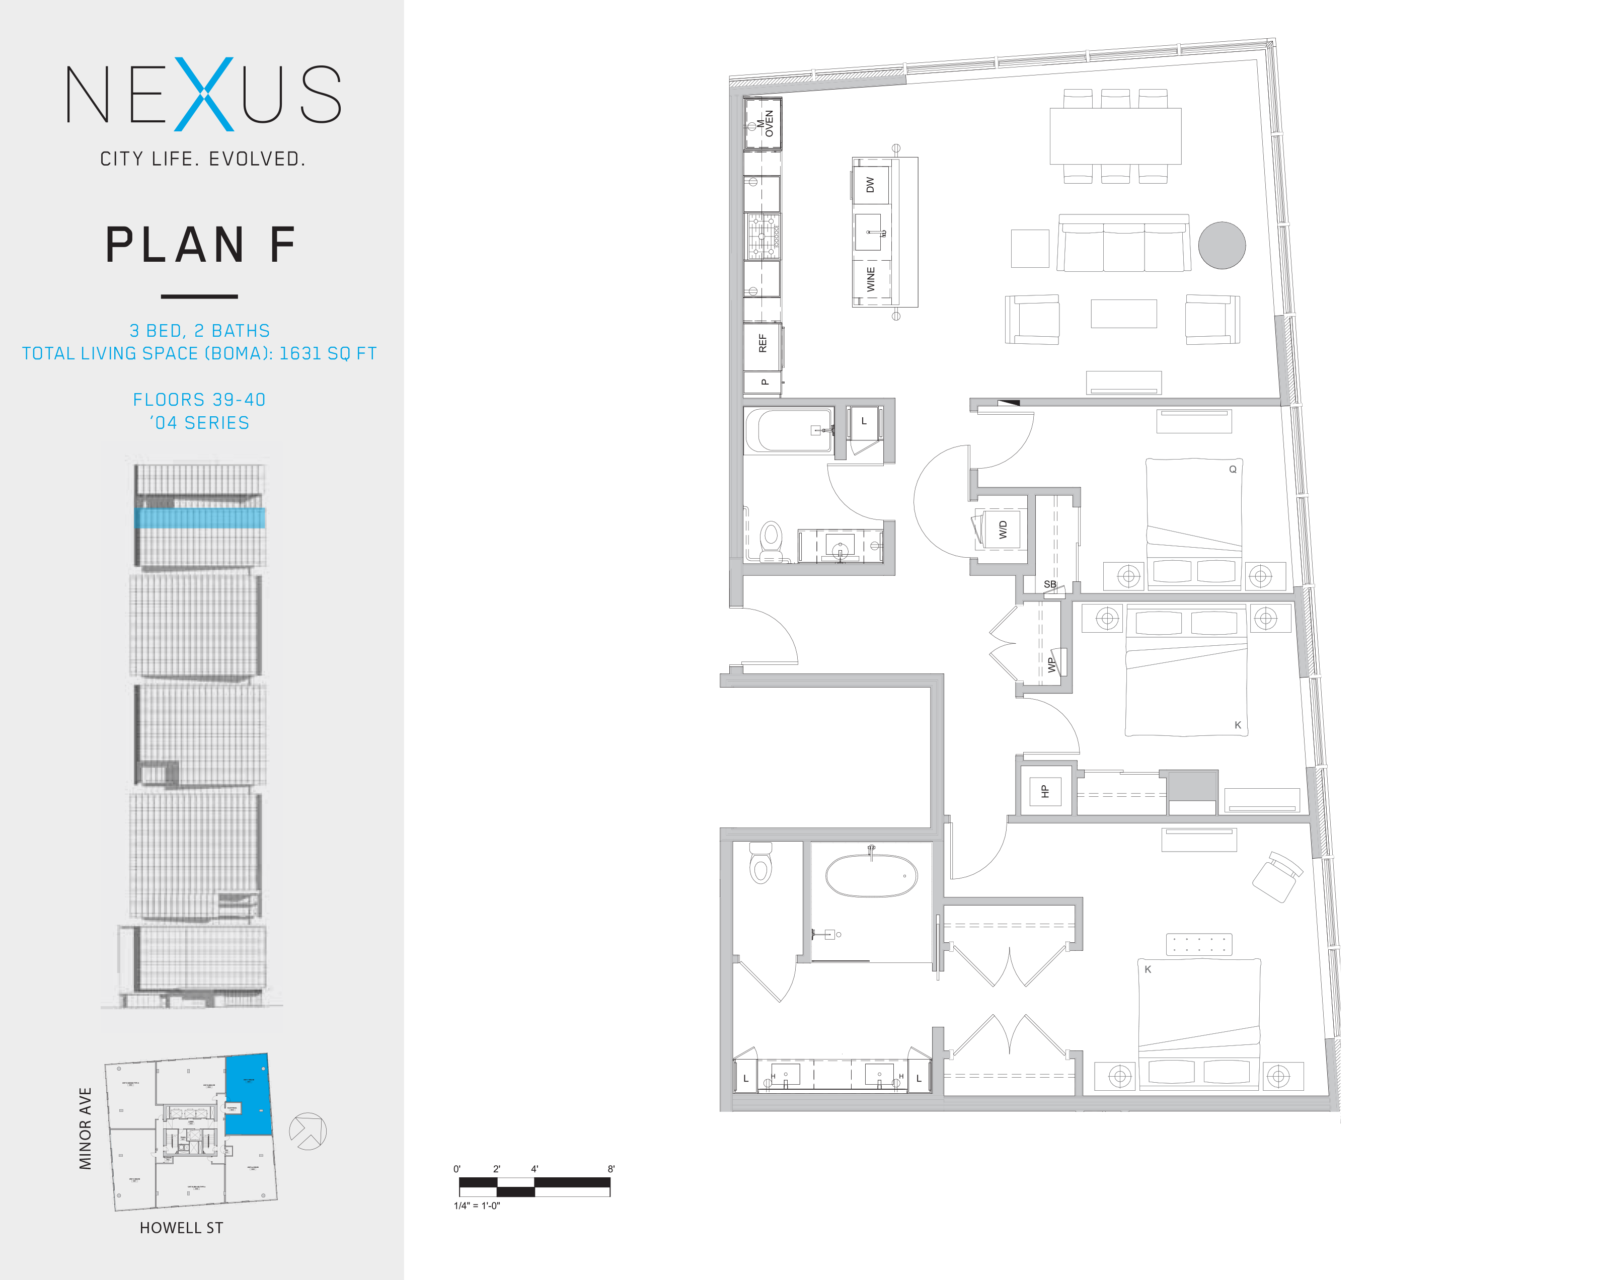 NEXUS
CITY LIFE. EVOLVED.
PLAN F
3 BED, 2 BATHS
TOTAL LIVING SPACE (BOMA): 1631 SQ FT
FLOORS 39-40
‘04 SERIES
MINOR AVE
HOWELL ST
M
OVEN
DW
WINE
REF
P
L
Q
W/D
SB
WP
K
HP
K
L
H
H
L
0' 2' 4' 8'
1/4" = 1'-0"